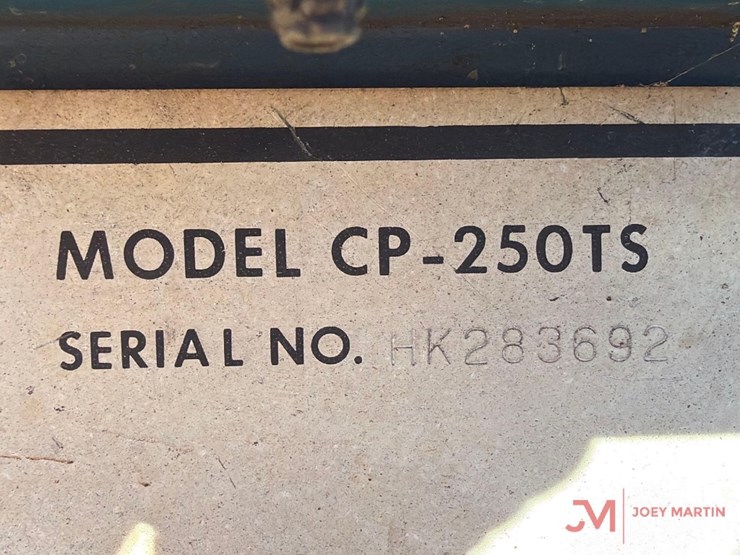 MODEL CP-250TS
SERIAL NO. HK283692
JM JOEY MARTIN